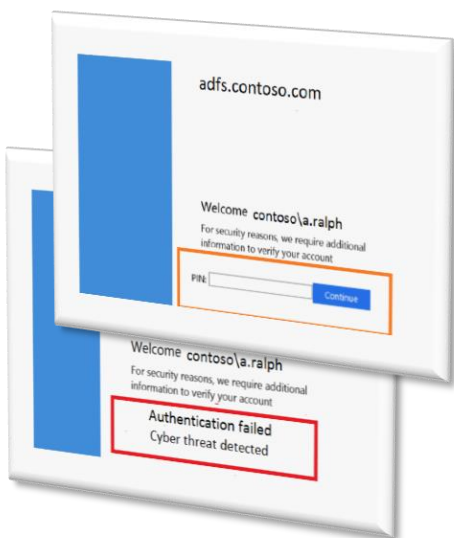 adfs.contoso.com
Welcome contoso\a.ralph
For security reasons, we require additional
information to verify your account
PIN:
Continue
Welcome contoso\a.ralph
For security reasons, we require additional
information to verify your account
Authentication failed
Cyber threat detected